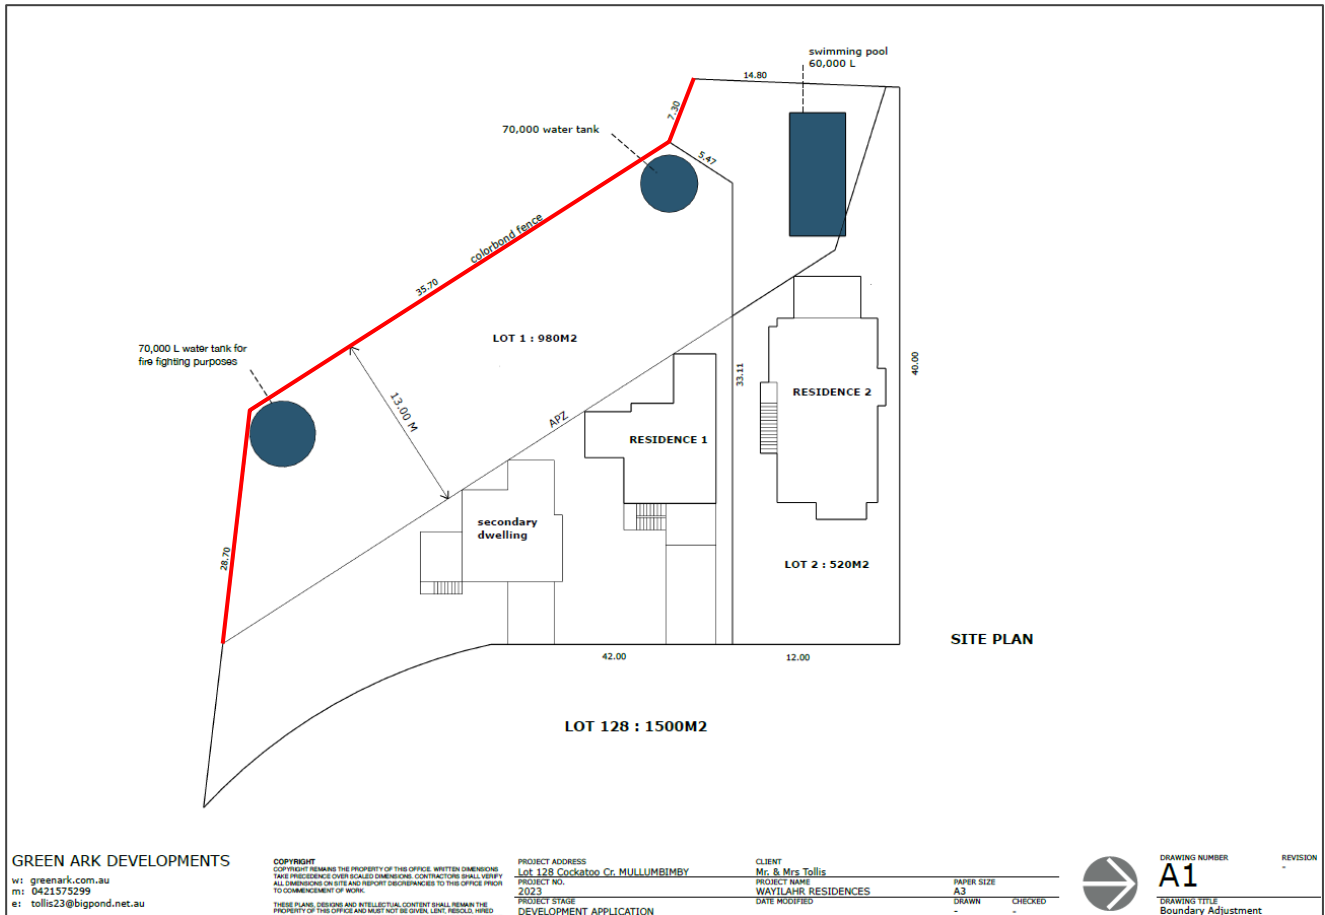 swimming pool
60,000 L
14.80
7.30
70,000 water tank
5.47
colorbond fence
35.70
LOT 1 : 980M2
70,000 L water tank for
fire fighting purposes
13.00 M
33.11
40.00
RESIDENCE 2
APZ
RESIDENCE 1
secondary
dwelling
28.70
LOT 2 : 520M2
42.00
12.00
SITE PLAN
LOT 128 : 1500M2
GREEN ARK DEVELOPMENTS
w: greenark.com.au
m: 0421575299
e: tollis23@bigpond.net.au
COPYRIGHT
COPYRIGHT REMAINS THE PROPERTY OF THIS OFFICE. WRITTEN DIMENSIONS
TAKE PRECEDENCE OVER SCALED DIMENSIONS. CONTRACTORS SHALL VERIFY
ALL DIMENSIONS ON SITE AND REPORT DISCREPANCIES TO THIS OFFICE PRIOR
TO COMMENCEMENT OF WORK.
THESE PLANS, DESIGNS AND INTELLECTUAL CONTENT SHALL REMAIN THE
PROPERTY OF THIS OFFICE AND MUST NOT BE GIVEN, LENT, RESOLD, HIRED
PROJECT ADDRESS
Lot 128 Cockatoo Cr. MULLUMBIMBY
PROJECT NO.
2023
PROJECT STAGE
DEVELOPMENT APPLICATION
CLIENT
Mr. & Mrs Tollis
PROJECT NAME
WAYILAHR RESIDENCES
DATE MODIFIED
PAPER SIZE
A3
DRAWN CHECKED
- -
DRAWING NUMBER REVISION
A1 -
DRAWING TITLE
Boundary Adjustment